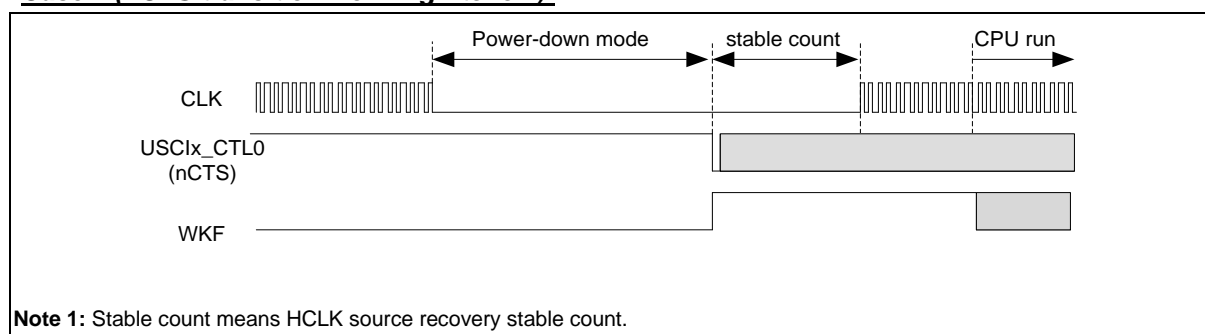 Power-down mode stable count CPU run
CLK
USCIx_CTL0
(nCTS)
WKF
Note 1: Stable count means HCLK source recovery stable count.